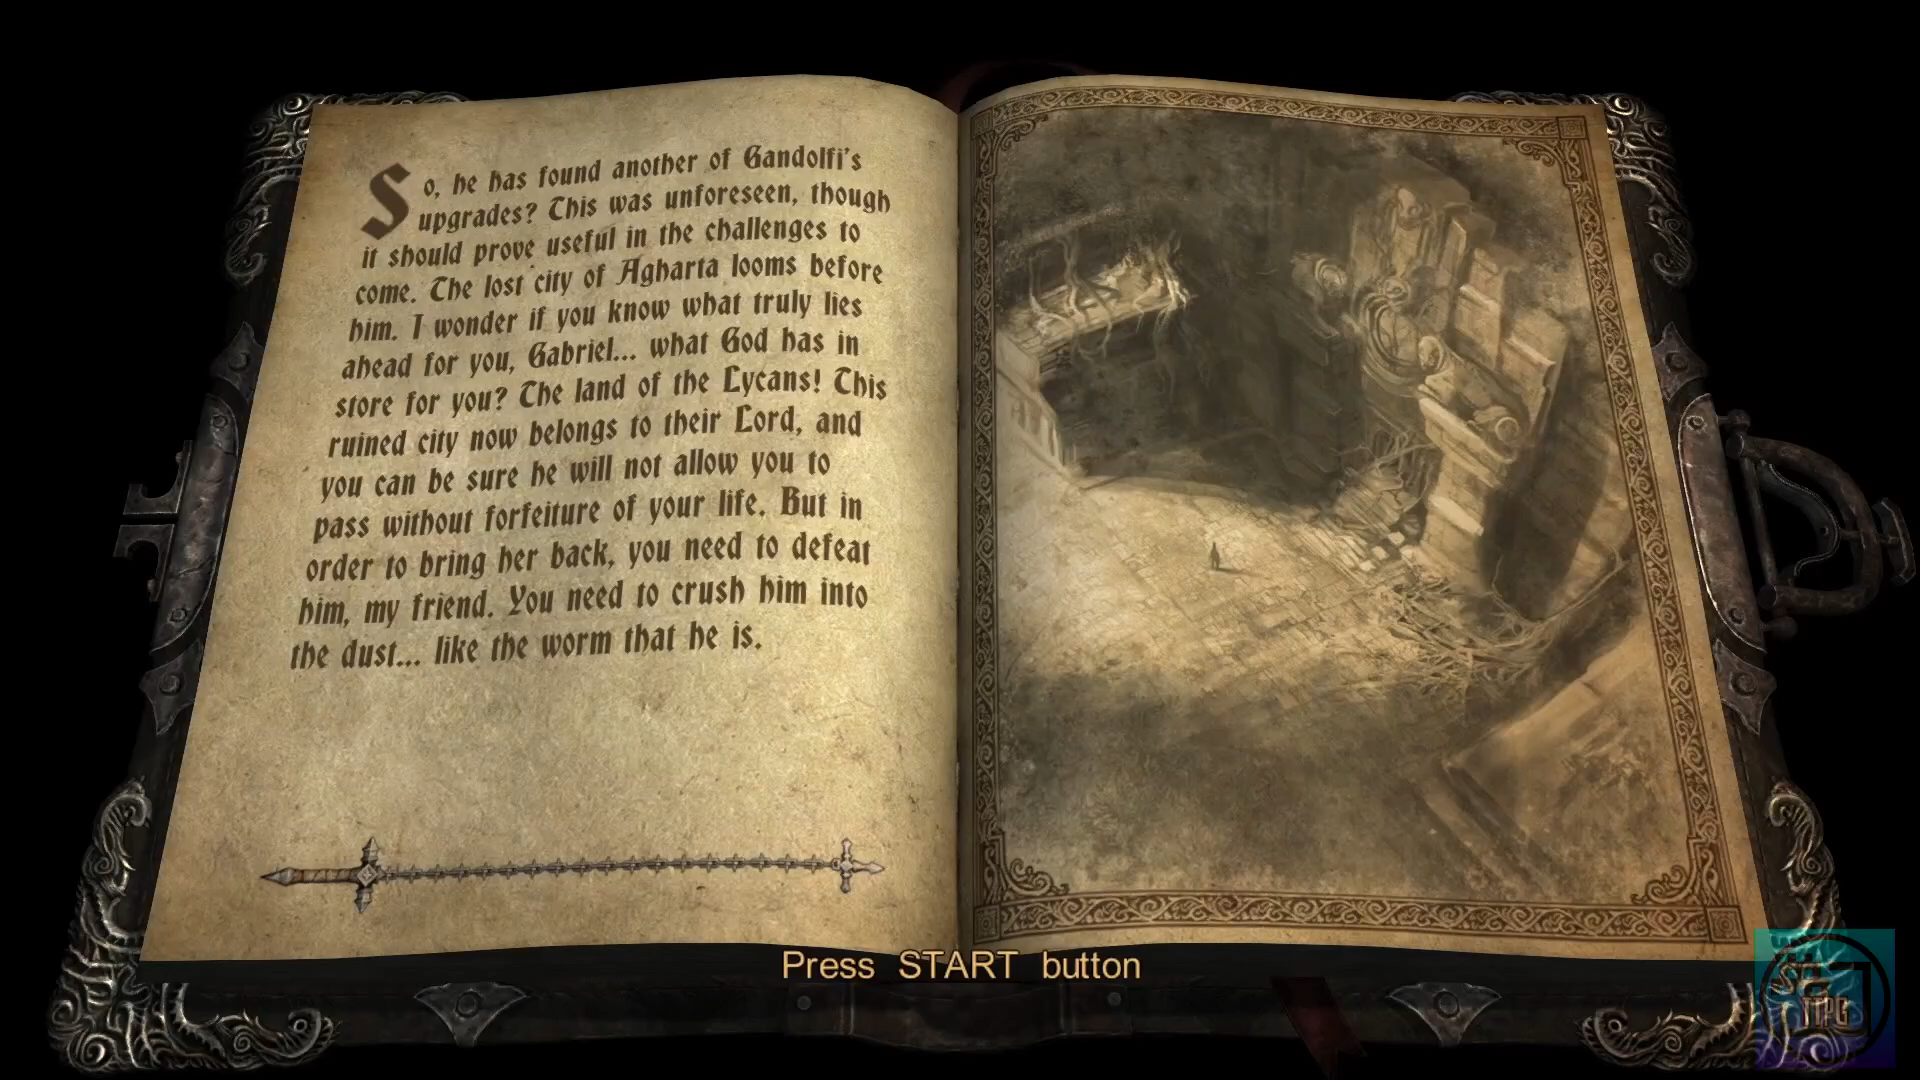 So, he has found another of Gandolfi's
upgrades? This was unforeseen, though
it should prove useful in the challenges to
come. The lost city of Agharta looms before
him. I wonder if you know what truly lies
ahead for you, Gabriel... what God has in
store for you? The land of the Lycans! This
ruined city now belongs to their Lord, and
you can be sure he will not allow you to
pass without forfeiture of your life. But in
order to bring her back, you need to defeat
him, my friend. You need to crush him into
the dust... like the worm that he is.
Press START button
TPG